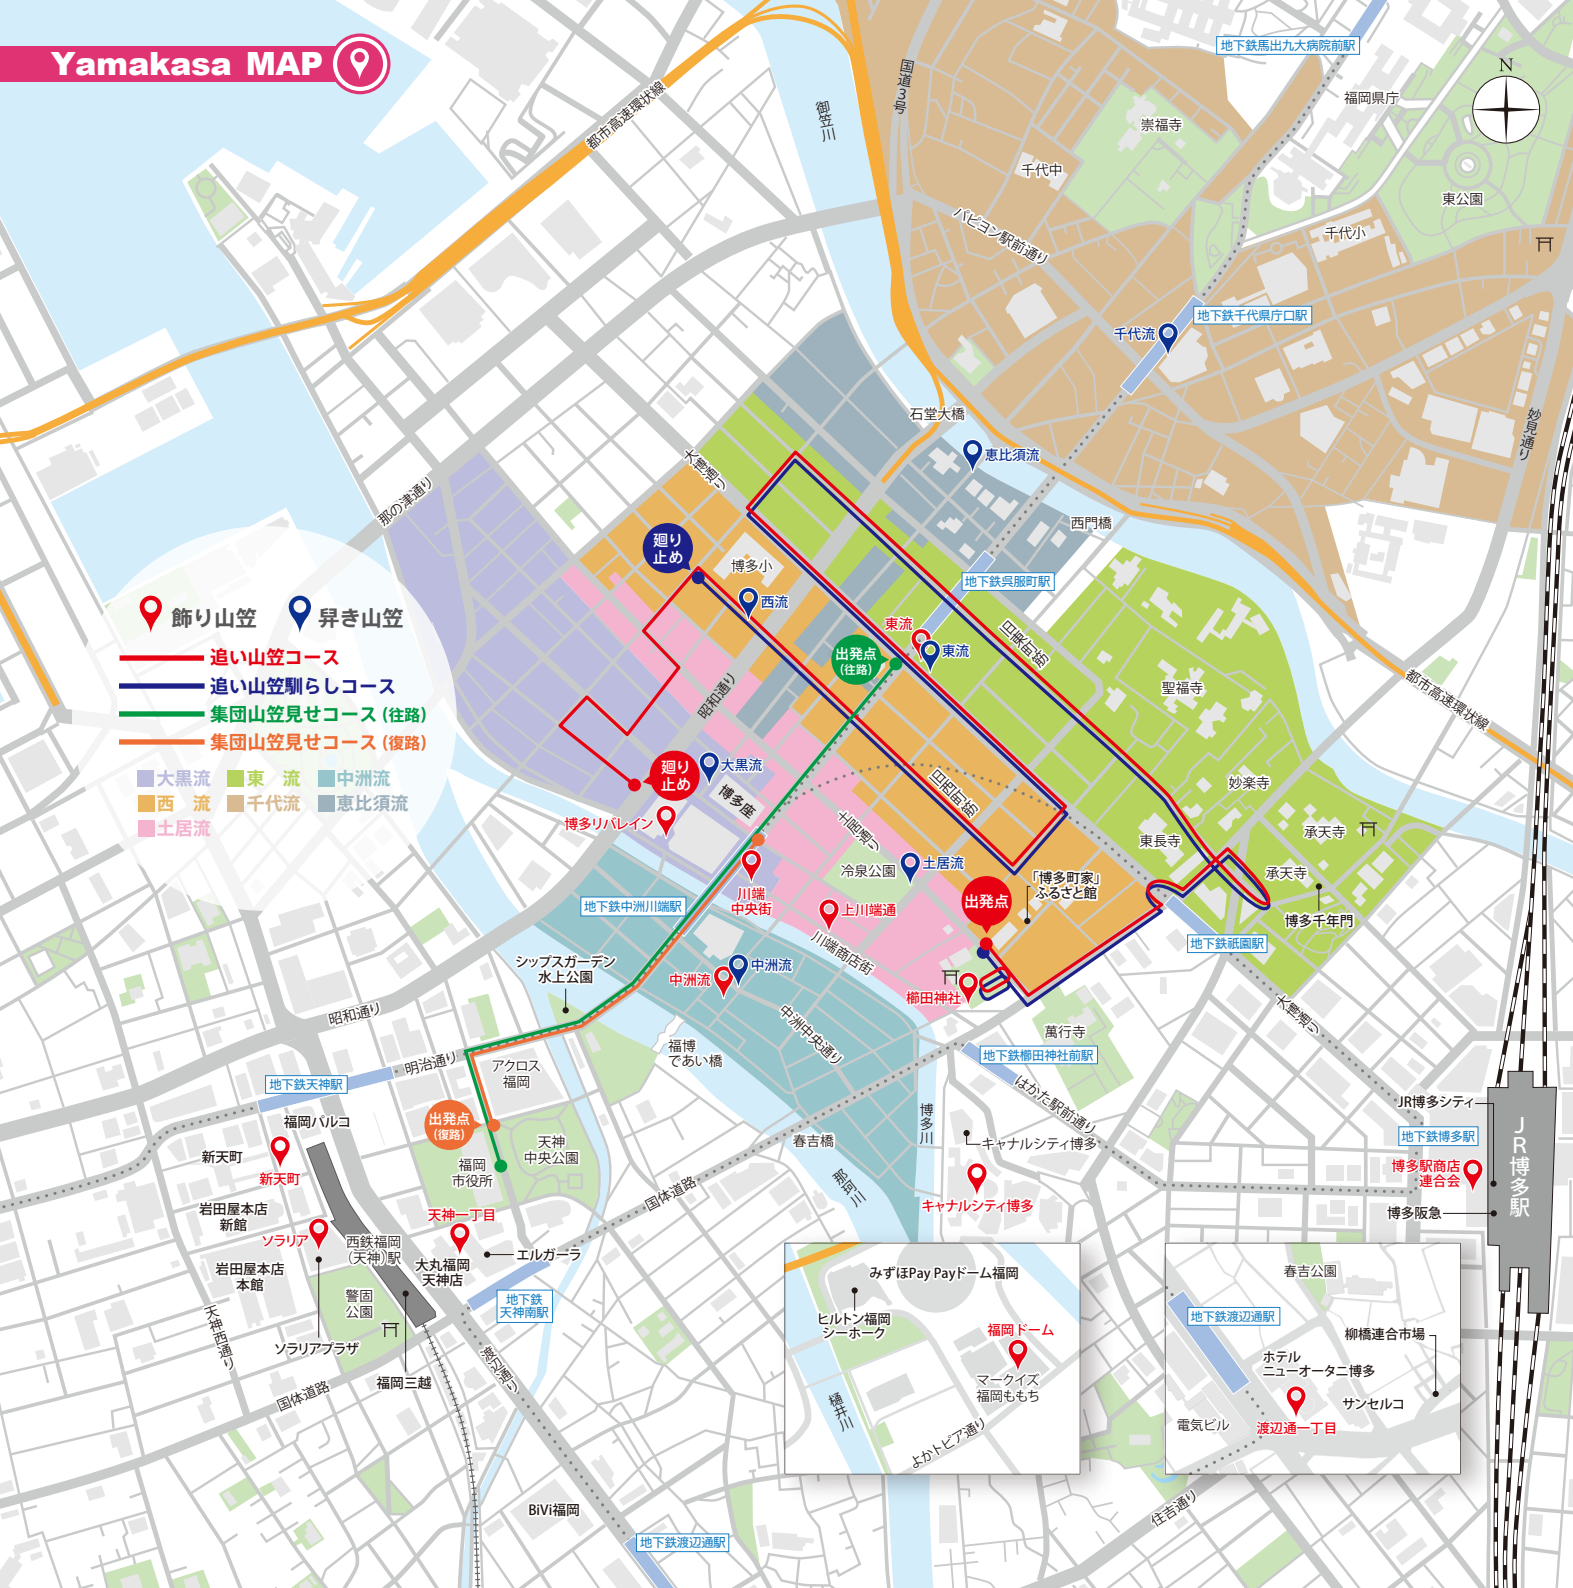 Yamakasa MAP
地下鉄馬出九大病院前駅
N
国道3号
御笠川
都市高速環状線
福岡県庁
崇福寺
千代中
東公園
パピヨン駅前通り
千代小
地下鉄千代県庁口駅
千代流
妙見通り
石堂大橋
恵比須流
大博通り
那の津通り
西門橋
廻り
止め
博多小
地下鉄呉服町駅
西流
飾り山笠
舁き山笠
追い山笠コース
追い山笠馴らしコース
集団山笠見せコース(往路)
集団山笠見せコース(復路)
大黒流
東 流
中洲流
西 流
千代流
恵比須流
土居流
東流
東流
出発点
(往路)
旧東町筋
聖福寺
都市高速環状線
昭和通り
廻り
止め
大黒流
博多座
旧西町筋
妙楽寺
博多リバレイン
土居通り
東長寺
承天寺
承天寺
冷泉公園
土居流
「博多町家」
ふるさと館
川端
中央街
地下鉄中洲川端駅
上川端通
出発点
博多千年門
川端商店街
地下鉄祇園駅
シップスガーデン
水上公園
中洲流
中洲流
櫛田神社
大博通り
昭和通り
中洲中央通り
萬行寺
福博
であい橋
地下鉄櫛田神社前駅
明治通り
アクロス
福岡
地下鉄天神駅
はかた駅前通り
JR博多シティ
JR博多駅
福岡パルコ
出発点
(復路)
博多川
春吉橋
キャナルシティ博多
地下鉄博多駅
天神
中央公園
新天町
新天町
福岡
市役所
那珂川
博多駅商店
連合会
国体道路
キャナルシティ博多
岩田屋本店
新館
天神一丁目
博多阪急
ソラリア
西鉄福岡
(天神)駅
エルガーラ
大丸福岡
天神店
岩田屋本店
本館
警固
公園
地下鉄
天神南駅
みずほPay Payドーム福岡
春吉公園
天神西通り
ヒルトン福岡
シーホーク
福岡ドーム
地下鉄渡辺通駅
柳橋連合市場
ソラリアプラザ
渡辺通り
ホテル
ニューオータニ博多
福岡三越
マークイズ
福岡ももち
国体道路
樋井川
サンセルコ
電気ビル
渡辺通一丁目
よかトピア通り
BiVi福岡
住吉通り
地下鉄渡辺通駅